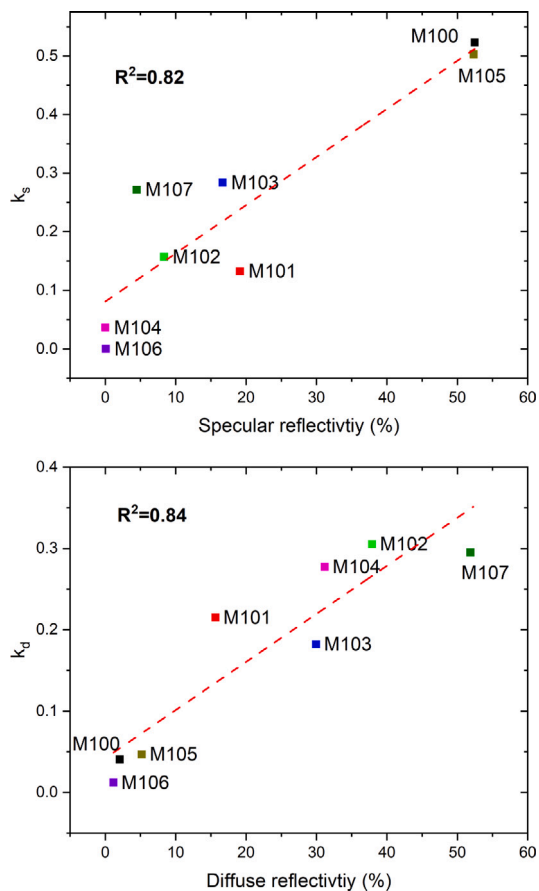 M100
0.5
M105
R²=0.82
0.4
0.3
M107
M103
kₛ
0.2
M102
M101
0.1
M104
0.0
M106
0 10 20 30 40 50 60
Specular reflectivtiy (%)
0.4
R²=0.84
0.3
M102
M104
M107
k_d
0.2
M101
M103
0.1
M100
M105
0.0
M106
0 10 20 30 40 50 60
Diffuse reflectivtiy (%)